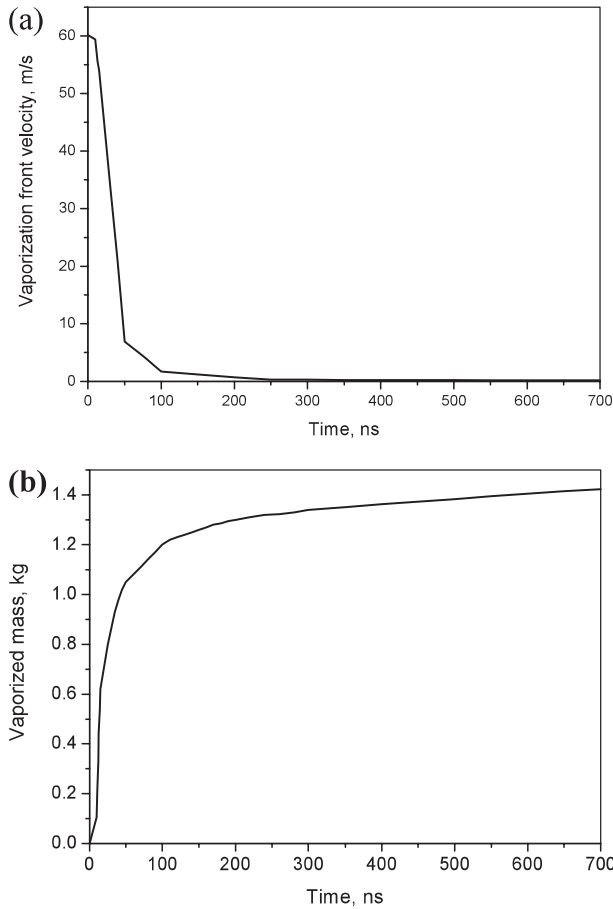 (a)
Vaporization front velocity, m/s
60
50
40
30
20
10
0
0 100 200 300 400 500 600 700
Time, ns
(b)
Vaporized mass, kg
1.4
1.2
1.0
0.8
0.6
0.4
0.2
0.0
0 100 200 300 400 500 600 700
Time, ns